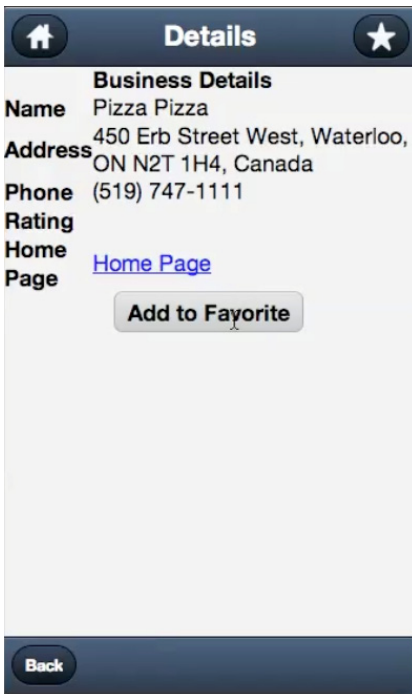 Details
Business Details
Name Pizza Pizza
Address 450 Erb Street West, Waterloo,
ON N2T 1H4, Canada
Phone (519) 747-1111
Rating
Home
Page Home Page
Add to Favorite
Back